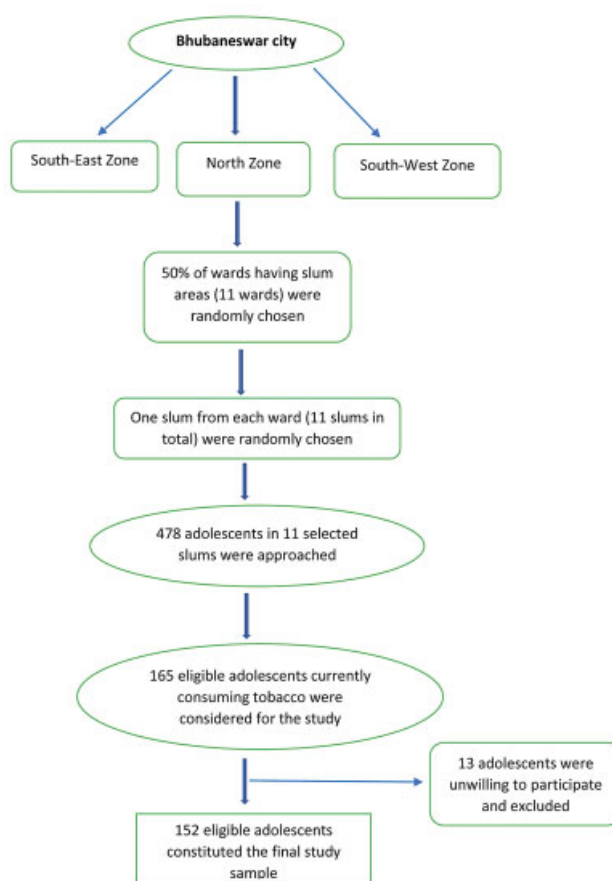 Bhubaneswar city
South-East Zone
North Zone
South-West Zone
50% of wards having slum
areas (11 wards) were
randomly chosen
One slum from each ward (11 slums in
total) were randomly chosen
478 adolescents in 11 selected
slums were approached
165 eligible adolescents currently
consuming tobacco were
considered for the study
13 adolescents were
unwilling to participate
and excluded
152 eligible adolescents
constituted the final study
sample